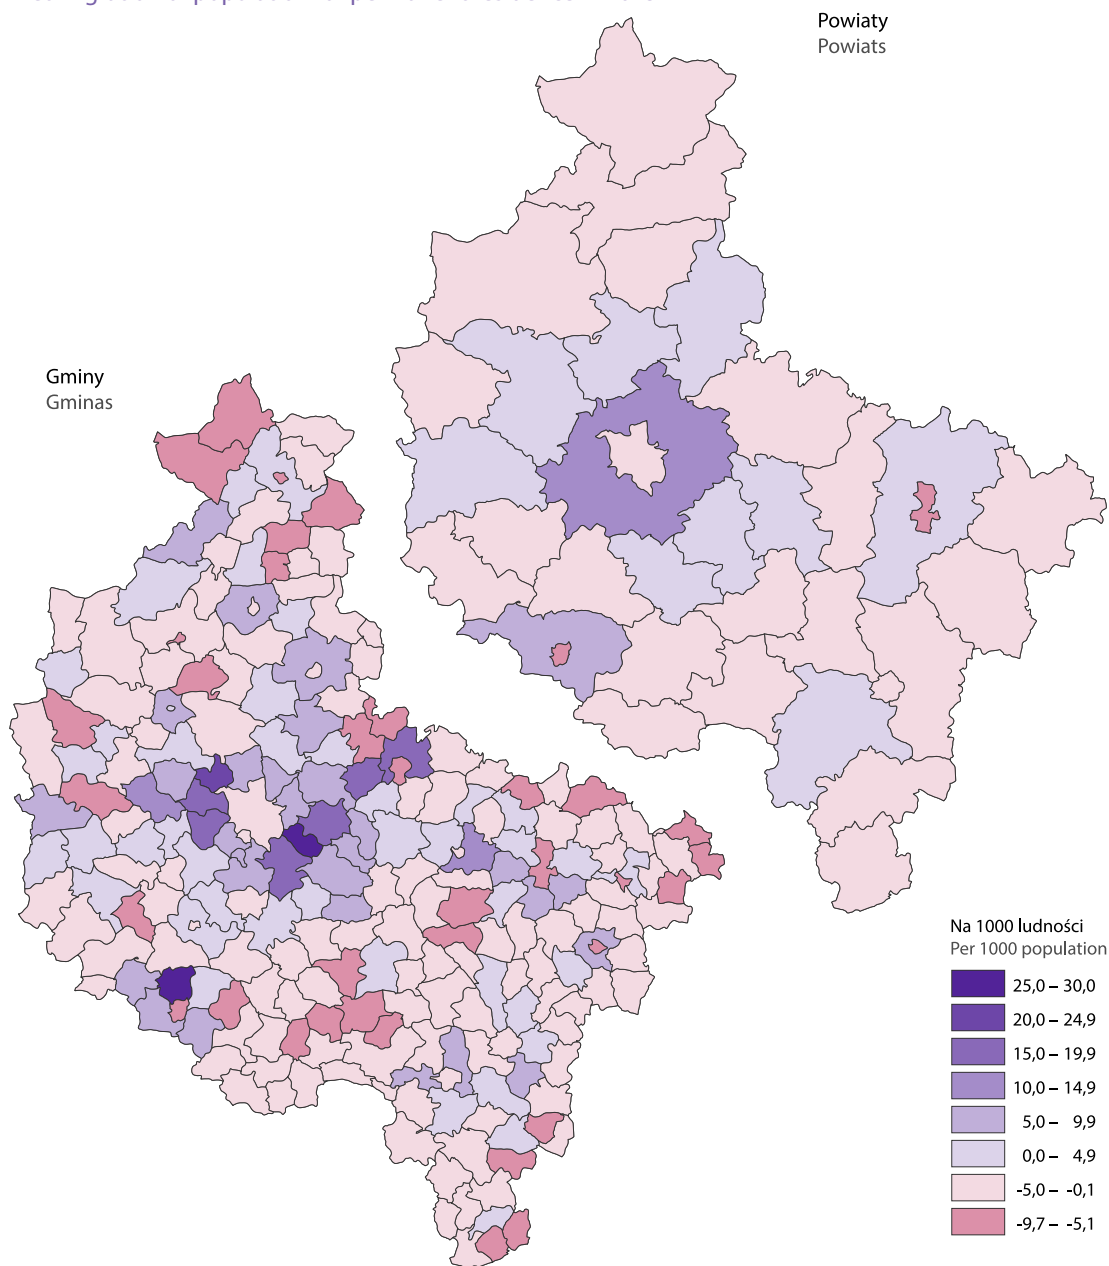 Powiaty
Powiats
Gminy
Gminas
Na 1000 ludności
Per 1000 population
25,0 – 30,0
20,0 – 24,9
15,0 – 19,9
10,0 – 14,9
5,0 – 9,9
0,0 – 4,9
-5,0 – -0,1
-9,7 – -5,1